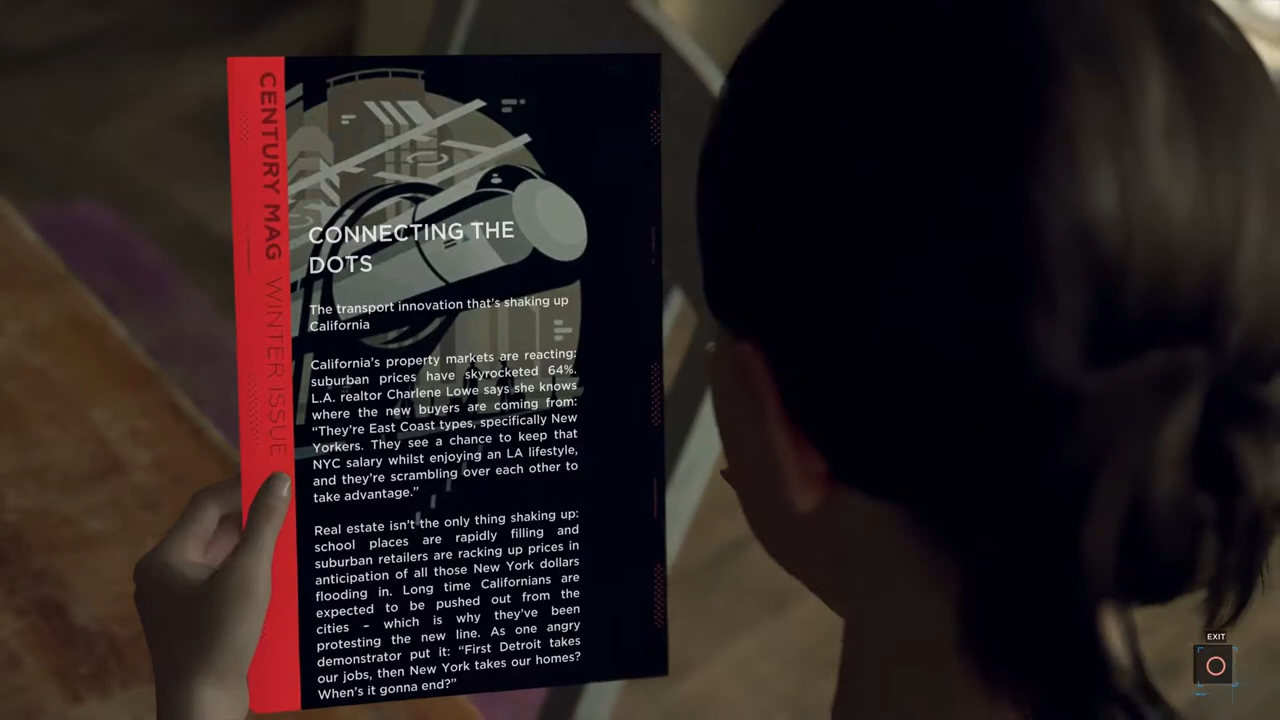 CENTURY MAG WINTER ISSUE
CONNECTING THE
DOTS
The transport innovation that's shaking up
California
California's property markets are reacting:
suburban prices have skyrocketed 64%.
L.A. realtor Charlene Lowe says she knows
where the new buyers are coming from:
“They're East Coast types, specifically New
Yorkers. They see a chance to keep that
NYC salary whilst enjoying an LA lifestyle,
and they're scrambling over each other to
take advantage.”
Real estate isn't the only thing shaking up:
school places are rapidly filling and
suburban retailers are racking up prices in
anticipation of all those New York dollars
flooding in. Long time Californians are
expected to be pushed out from the
cities – which is why they've been
protesting the new line. As one angry
demonstrator put it: “First Detroit takes
our jobs, then New York takes our homes?
When's it gonna end?”
EXIT